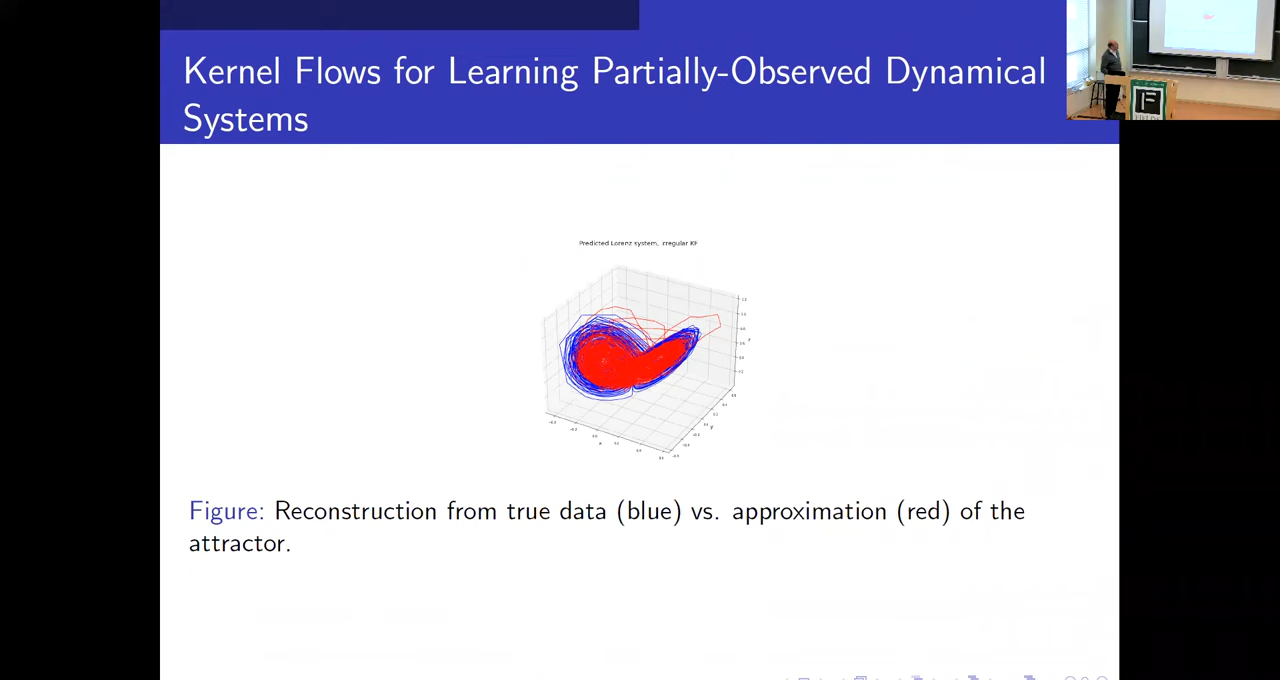 Kernel Flows for Learning Partially-Observed Dynamical
Systems
Predicted Lorenz system, irregular KF
Figure: Reconstruction from true data (blue) vs. approximation (red) of the
attractor.